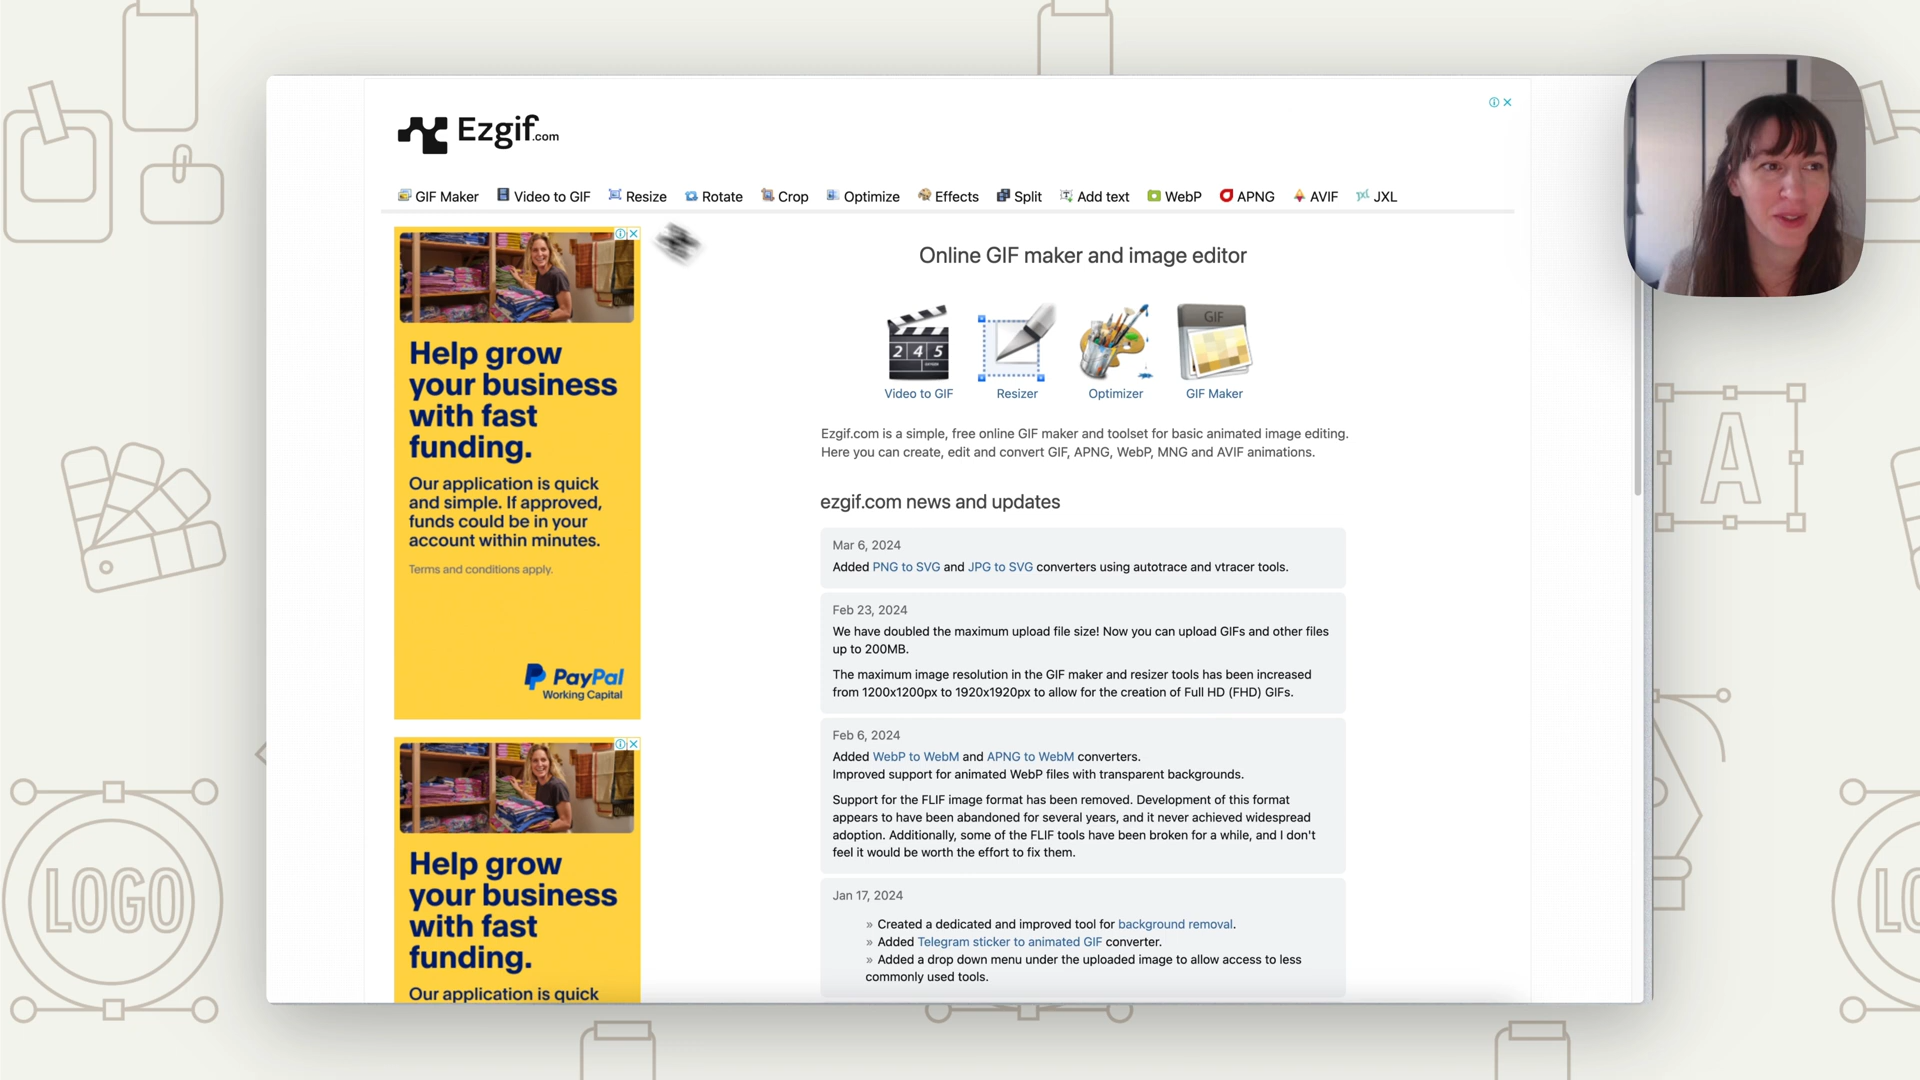 Ezgif.com
GIF Maker Video to GIF Resize Rotate Crop Optimize Effects Split Add text WebP APNG AVIF JXL
Help grow
your business
with fast
funding.
Our application is quick
and simple. If approved,
funds could be in your
account within minutes.
Terms and conditions apply.
PayPal
Working Capital
Help grow
your business
with fast
funding.
Our application is quick
Online GIF maker and image editor
2 4 5
GIF
Video to GIF Resizer Optimizer GIF Maker
Ezgif.com is a simple, free online GIF maker and toolset for basic animated image editing.
Here you can create, edit and convert GIF, APNG, WebP, MNG and AVIF animations.
ezgif.com news and updates
Mar 6, 2024
Added PNG to SVG and JPG to SVG converters using autotrace and vtracer tools.
Feb 23, 2024
We have doubled the maximum upload file size! Now you can upload GIFs and other files
up to 200MB.
The maximum image resolution in the GIF maker and resizer tools has been increased
from 1200x1200px to 1920x1920px to allow for the creation of Full HD (FHD) GIFs.
Feb 6, 2024
Added WebP to WebM and APNG to WebM converters.
Improved support for animated WebP files with transparent backgrounds.
Support for the FLIF image format has been removed. Development of this format
appears to have been abandoned for several years, and it never achieved widespread
adoption. Additionally, some of the FLIF tools have been broken for a while, and I don't
feel it would be worth the effort to fix them.
Jan 17, 2024
» Created a dedicated and improved tool for background removal.
» Added Telegram sticker to animated GIF converter.
» Added a drop down menu under the uploaded image to allow access to less
commonly used tools.
A
LOGO
LO